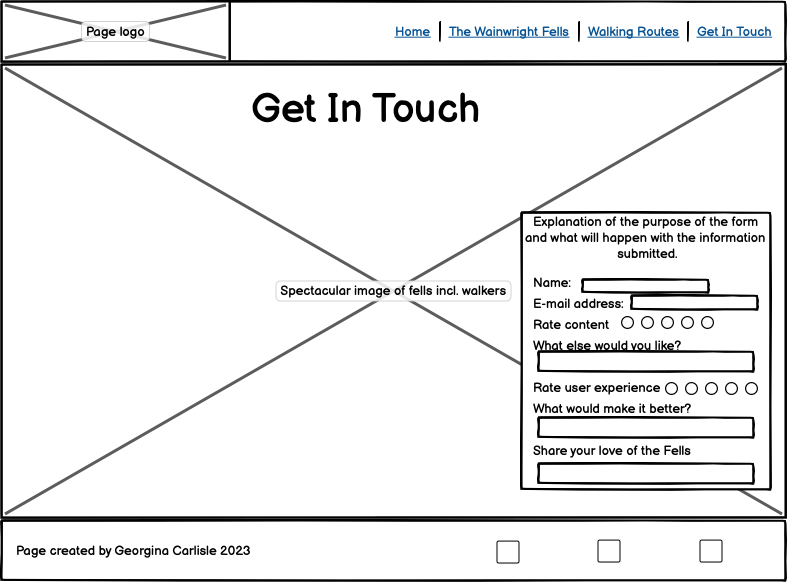 Page logo
Home
The Wainwright Fells
Walking Routes
Get In Touch
Get In Touch
Explanation of the purpose of the form
and what will happen with the information
submitted.
Spectacular image of fells incl. walkers
Name:
E-mail address:
Rate content
What else would you like?
Rate user experience
What would make it better?
Share your love of the Fells
Page created by Georgina Carlisle 2023